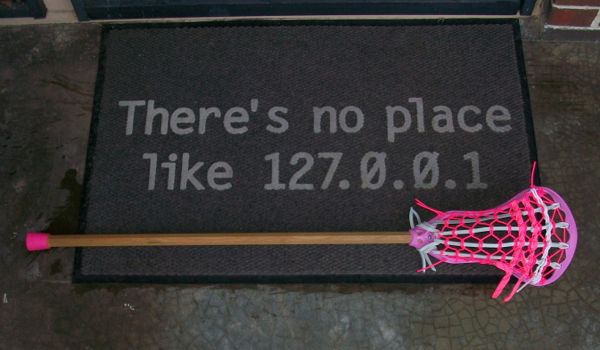 There's no place
like 127.0.0.1